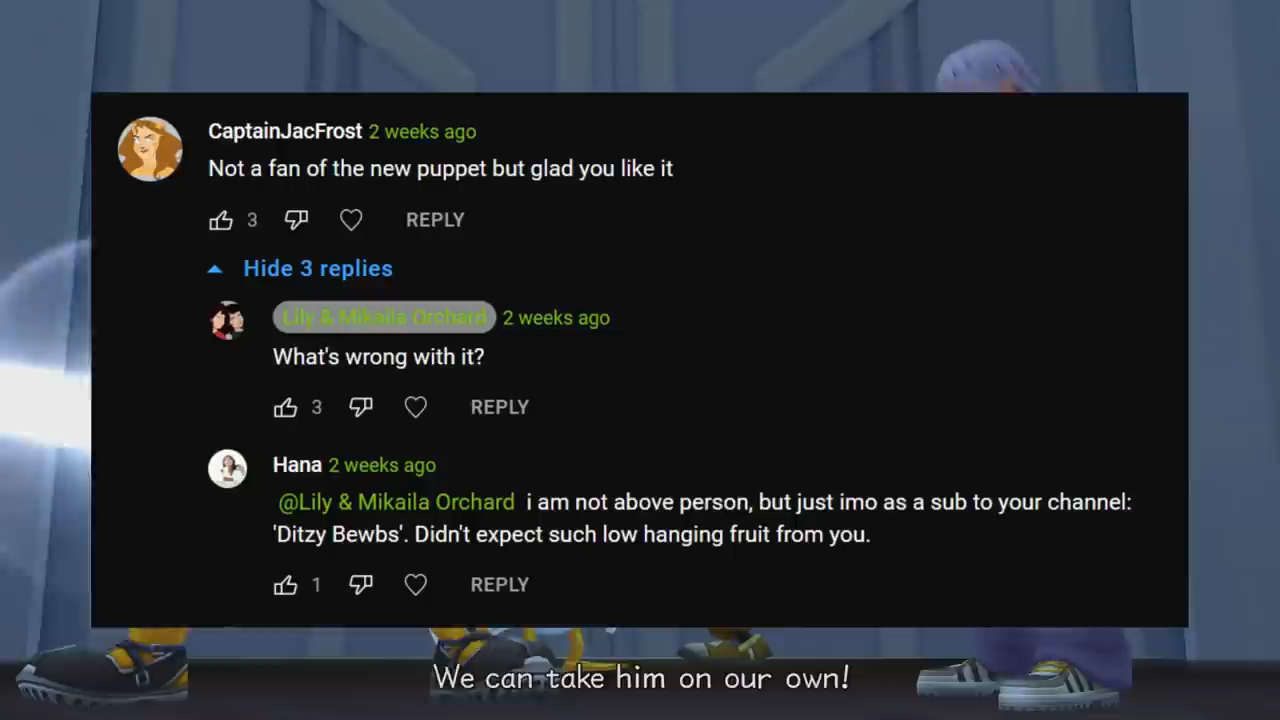 CaptainJacFrost 2 weeks ago
Not a fan of the new puppet but glad you like it
3 REPLY
Hide 3 replies
Lily & Mikaila Orchard 2 weeks ago
What's wrong with it?
3 REPLY
Hana 2 weeks ago
@Lily & Mikaila Orchard i am not above person, but just imo as a sub to your channel:
'Ditzy Bewbs'. Didn't expect such low hanging fruit from you.
1 REPLY
We can take him on our own!